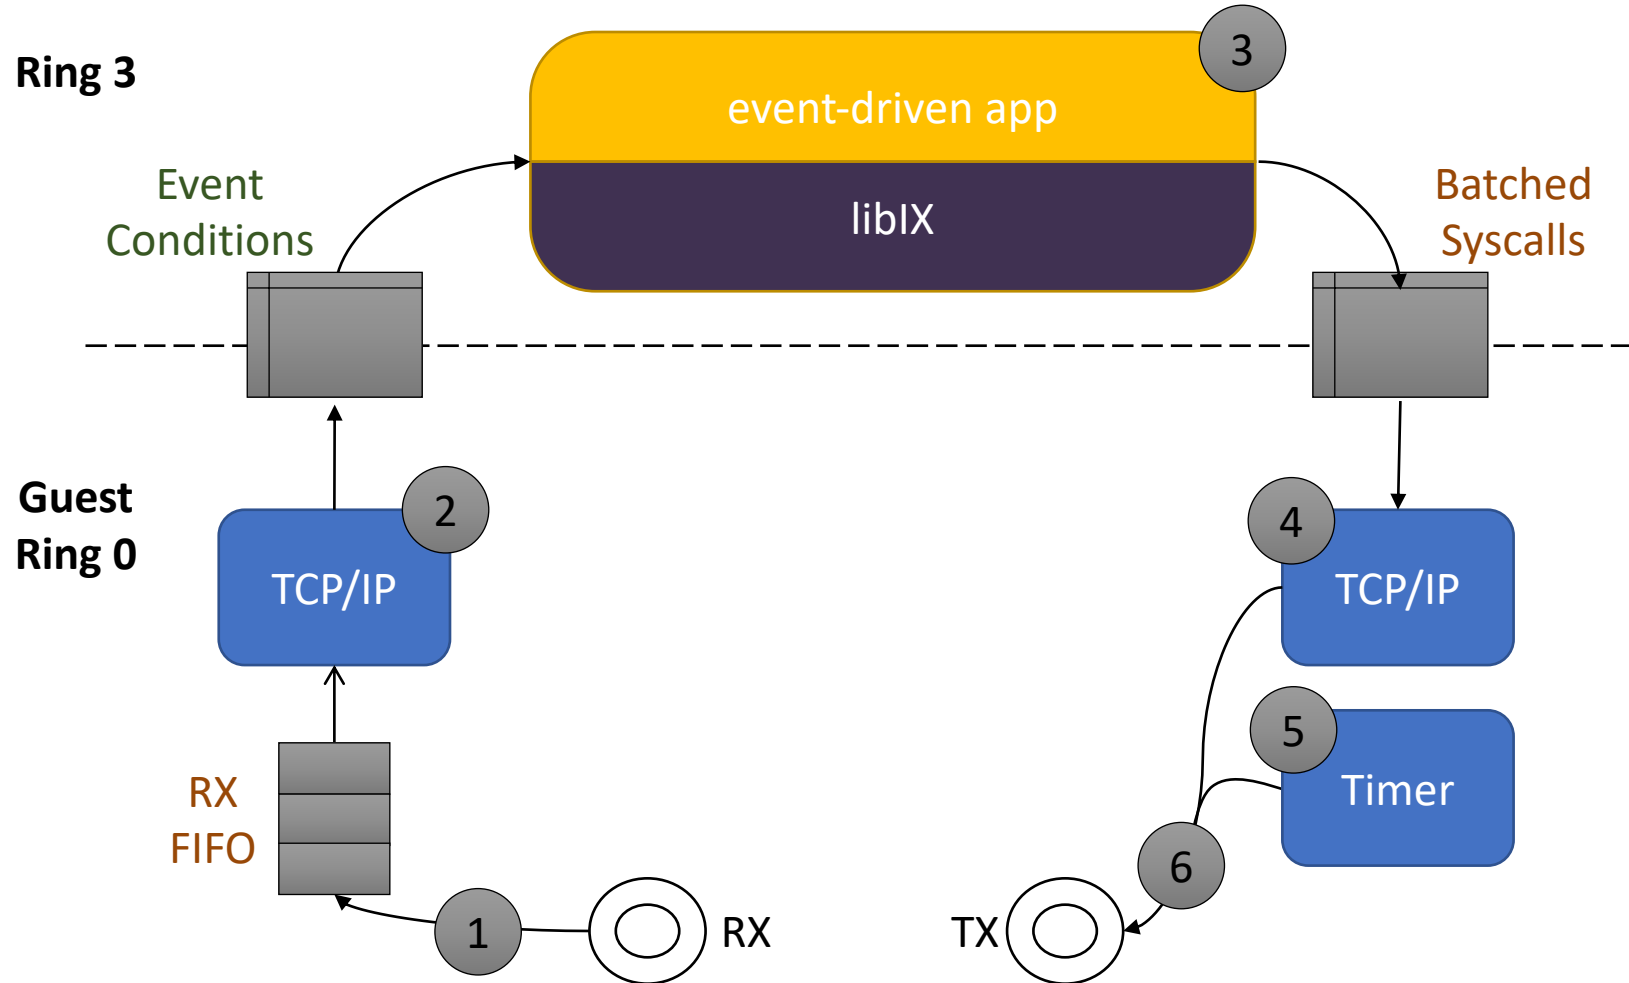 Ring 3
3
event-driven app
libIX
Event
Conditions
Batched
Syscalls
Guest
Ring 0
2
TCP/IP
4
TCP/IP
5
Timer
RX
FIFO
1
RX
TX
6